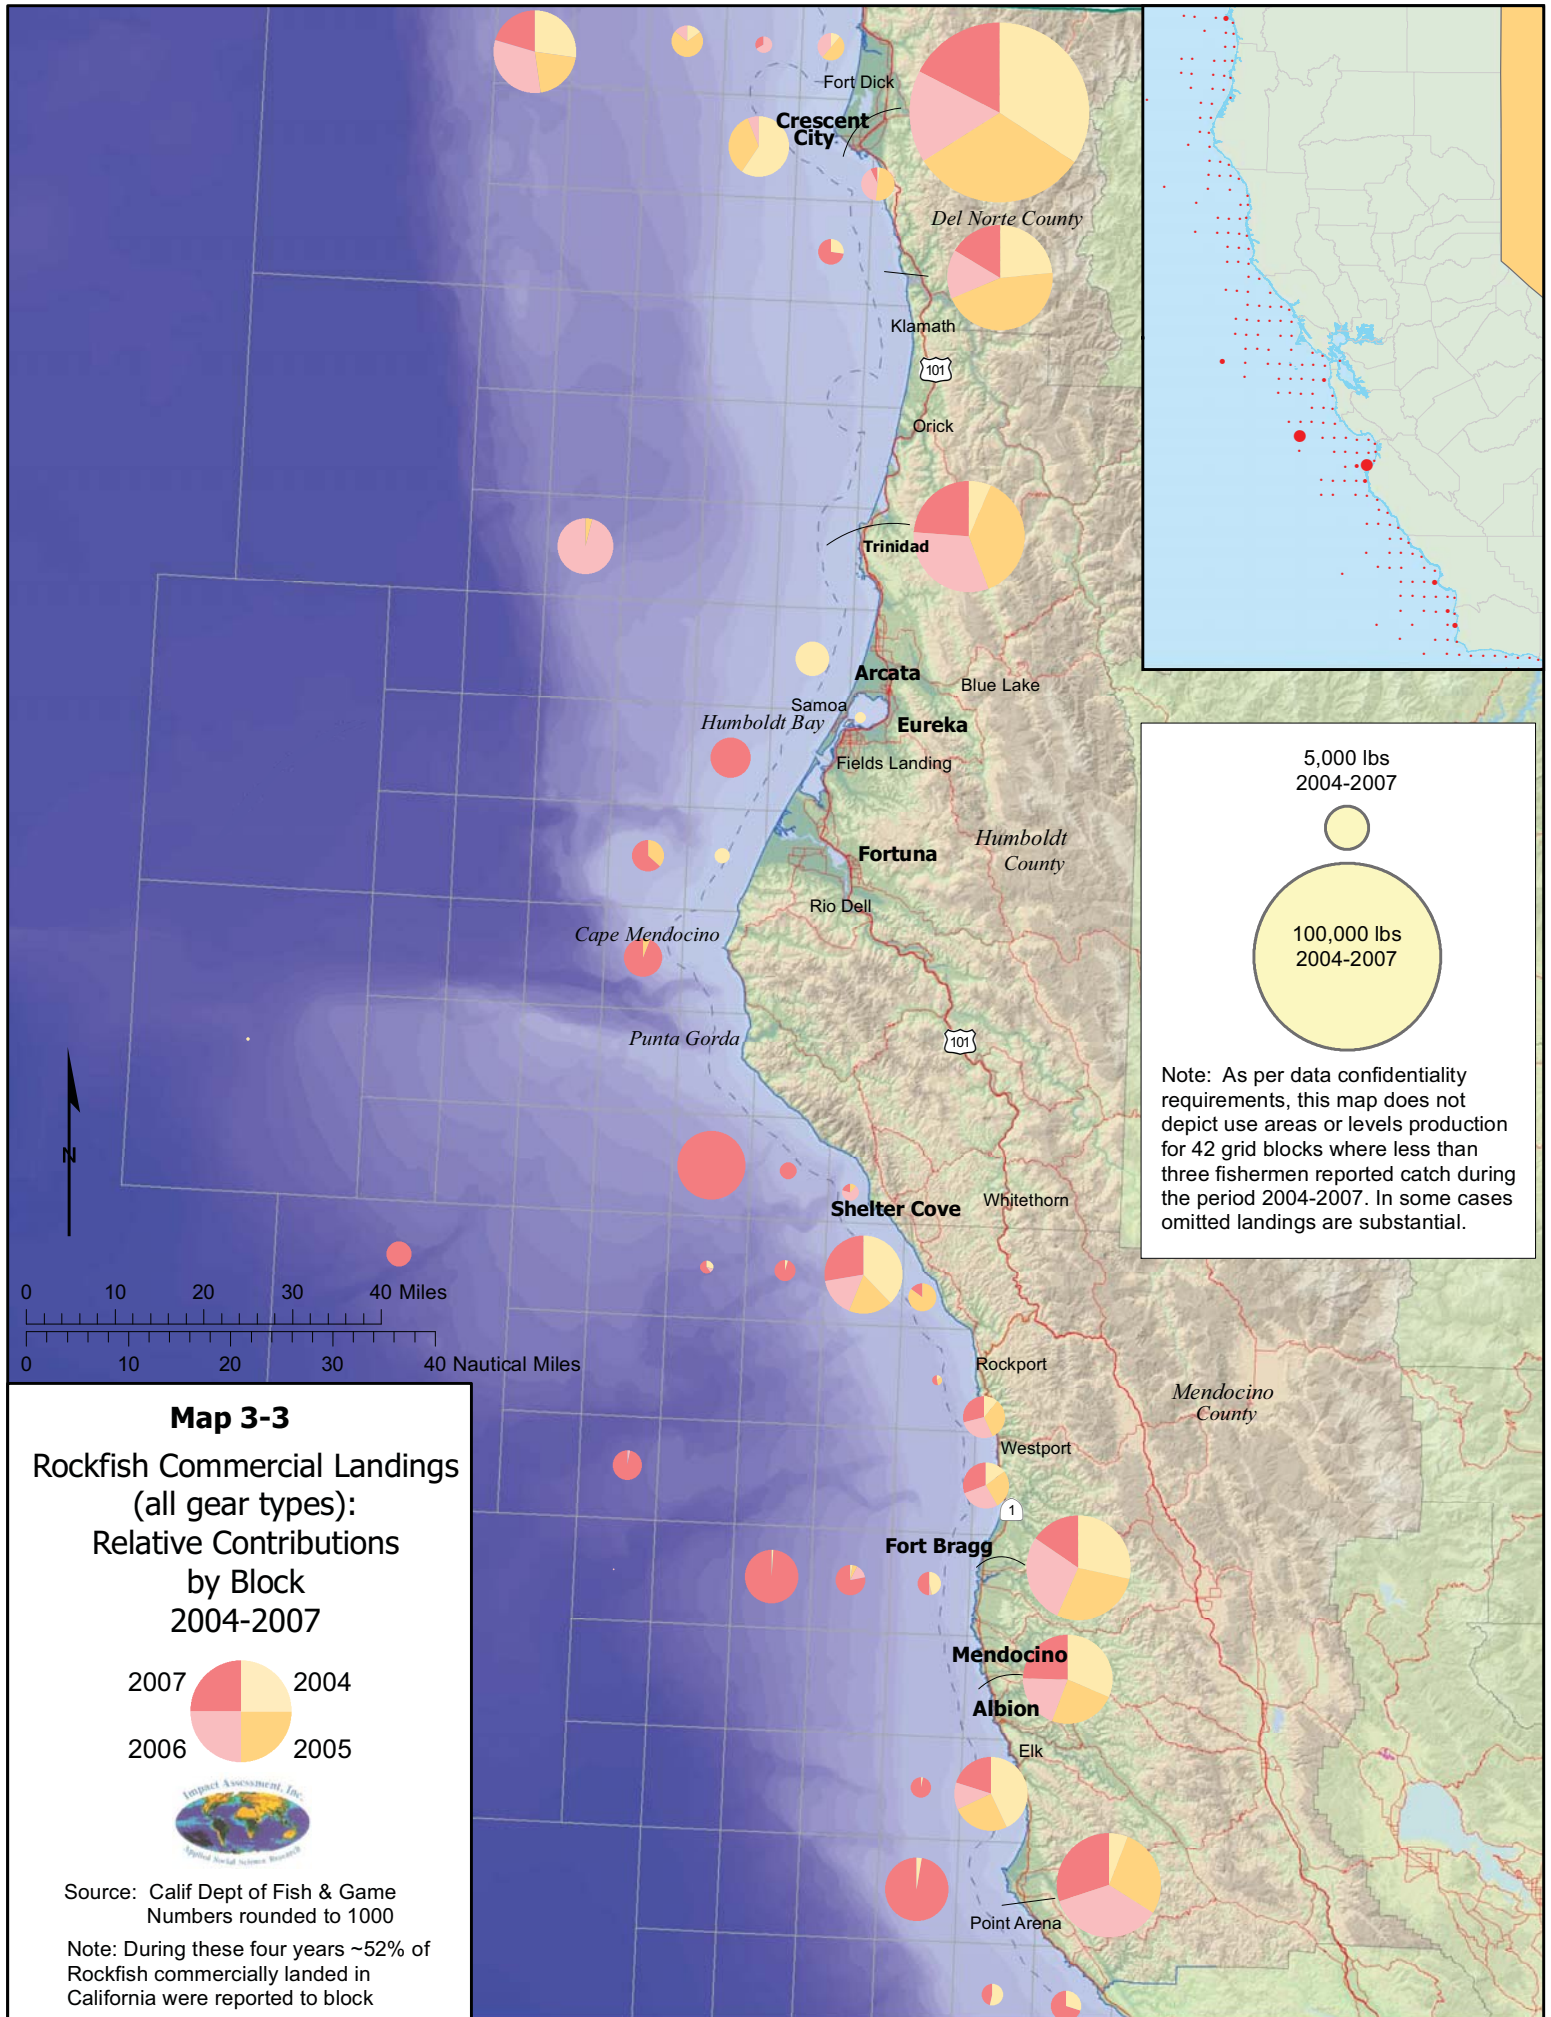 Fort Dick
Crescent
City
Del Norte County
Klamath
101
Orick
Trinidad
Arcata
Blue Lake
Samoa
Humboldt Bay
Eureka
Fields Landing
Humboldt
County
Fortuna
Rio Dell
Cape Mendocino
Punta Gorda
101
N
Whitethorn
Shelter Cove
Rockport
Mendocino
County
Westport
1
Fort Bragg
Mendocino
Albion
Elk
Point Arena
5,000 lbs
2004-2007
100,000 lbs
2004-2007
Note: As per data confidentiality
requirements, this map does not
depict use areas or levels production
for 42 grid blocks where less than
three fishermen reported catch during
the period 2004-2007. In some cases
omitted landings are substantial.
0 10 20 30 40 Miles
0 10 20 30 40 Nautical Miles
Map 3-3
Rockfish Commercial Landings
(all gear types):
Relative Contributions
by Block
2004-2007
2007 2004
2006 2005
Impact Assessment, Inc.
Applied Social Science Research
Source: Calif Dept of Fish & Game
Numbers rounded to 1000
Note: During these four years ~52% of
Rockfish commercially landed in
California were reported to block